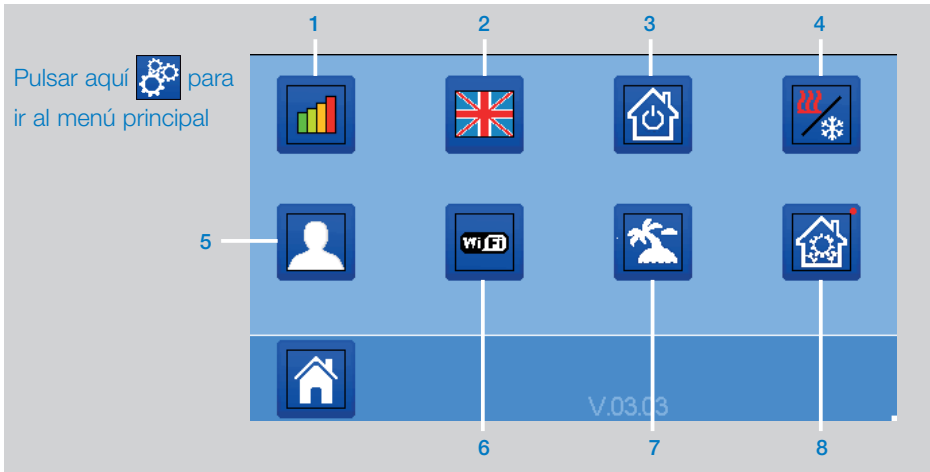 1 2 3 4
Pulsar aquí para
ir al menú principal
5
WiFi
V.03.03
6 7 8